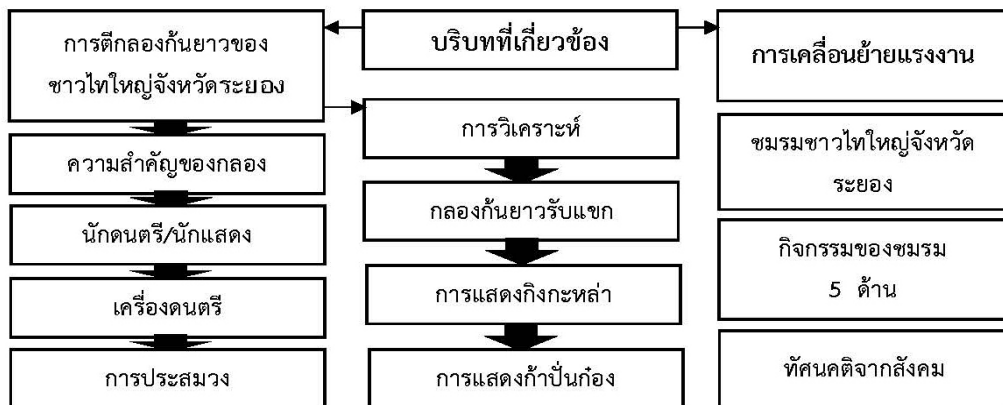 การตีกลองก้นยาวของ
ชาวไทใหญ่จังหวัดระยอง
ความสำคัญของกลอง
นักดนตรี/นักแสดง
เครื่องดนตรี
การประสมวง
บริบทที่เกี่ยวข้อง
การวิเคราะห์
กลองก้นยาวรับแขก
การแสดงกิงกะหล่า
การแสดงก้าปั่นก๋อง
การเคลื่อนย้ายแรงงาน
ชมรมชาวไทใหญ่จังหวัด
ระยอง
กิจกรรมของชมรม
5 ด้าน
ทัศนคติจากสังคม